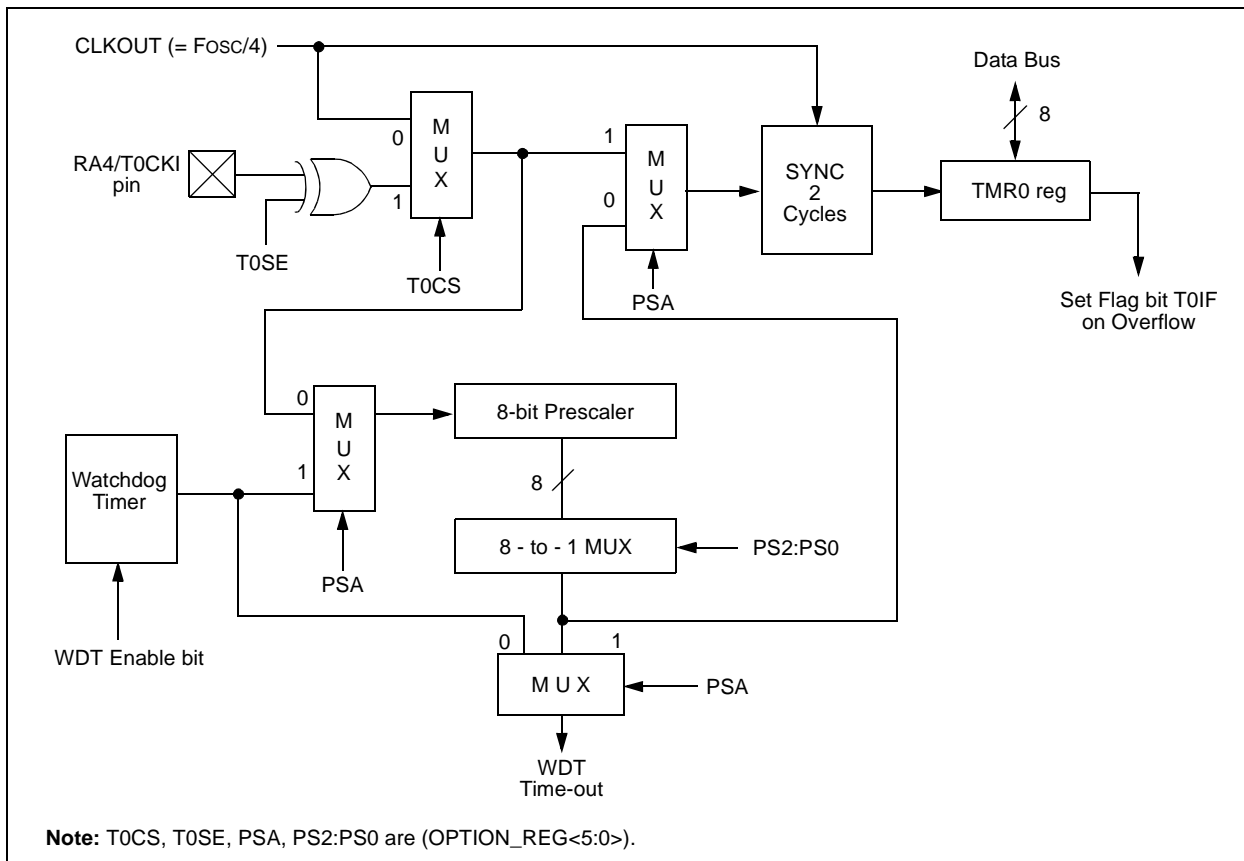 CLKOUT (= FOSC/4)
Data Bus
8
M
U
X
0
1
RA4/T0CKI
pin
T0SE
T0CS
1
0
M
U
X
PSA
SYNC
2
Cycles
TMR0 reg
Set Flag bit T0IF
on Overflow
0
1
M
U
X
8-bit Prescaler
Watchdog
Timer
8
8 - to - 1 MUX
PS2:PS0
PSA
WDT Enable bit
0
1
M U X
PSA
WDT
Time-out
Note: T0CS, T0SE, PSA, PS2:PS0 are (OPTION_REG<5:0>).